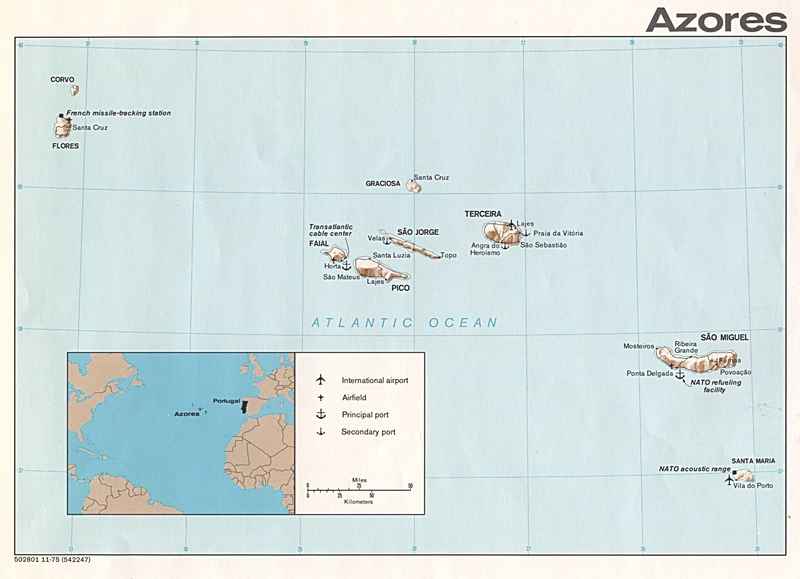 Azores
CORVO
French missile-tracking station
Santa Cruz
FLORES
GRACIOSA
Santa Cruz
TERCEIRA
Lajes
Praia da Vitória
São Sebastião
Angra do
Heroísmo
Transatlantic
cable center
FAIAL
Horta
SÃO JORGE
Velas
Topo
Santa Luzia
São Mateus
Lajes
PICO
ATLANTIC OCEAN
SÃO MIGUEL
Mosteiros
Ribeira
Grande
Furnas
Povoação
Ponta Delgada
NATO refueling
facility
SANTA MARIA
NATO acoustic range
Vila do Porto
Portugal
Azores
International airport
Airfield
Principal port
Secondary port
Miles
0 25 50
0 25 50
Kilometers
502801 11-75 (542247)